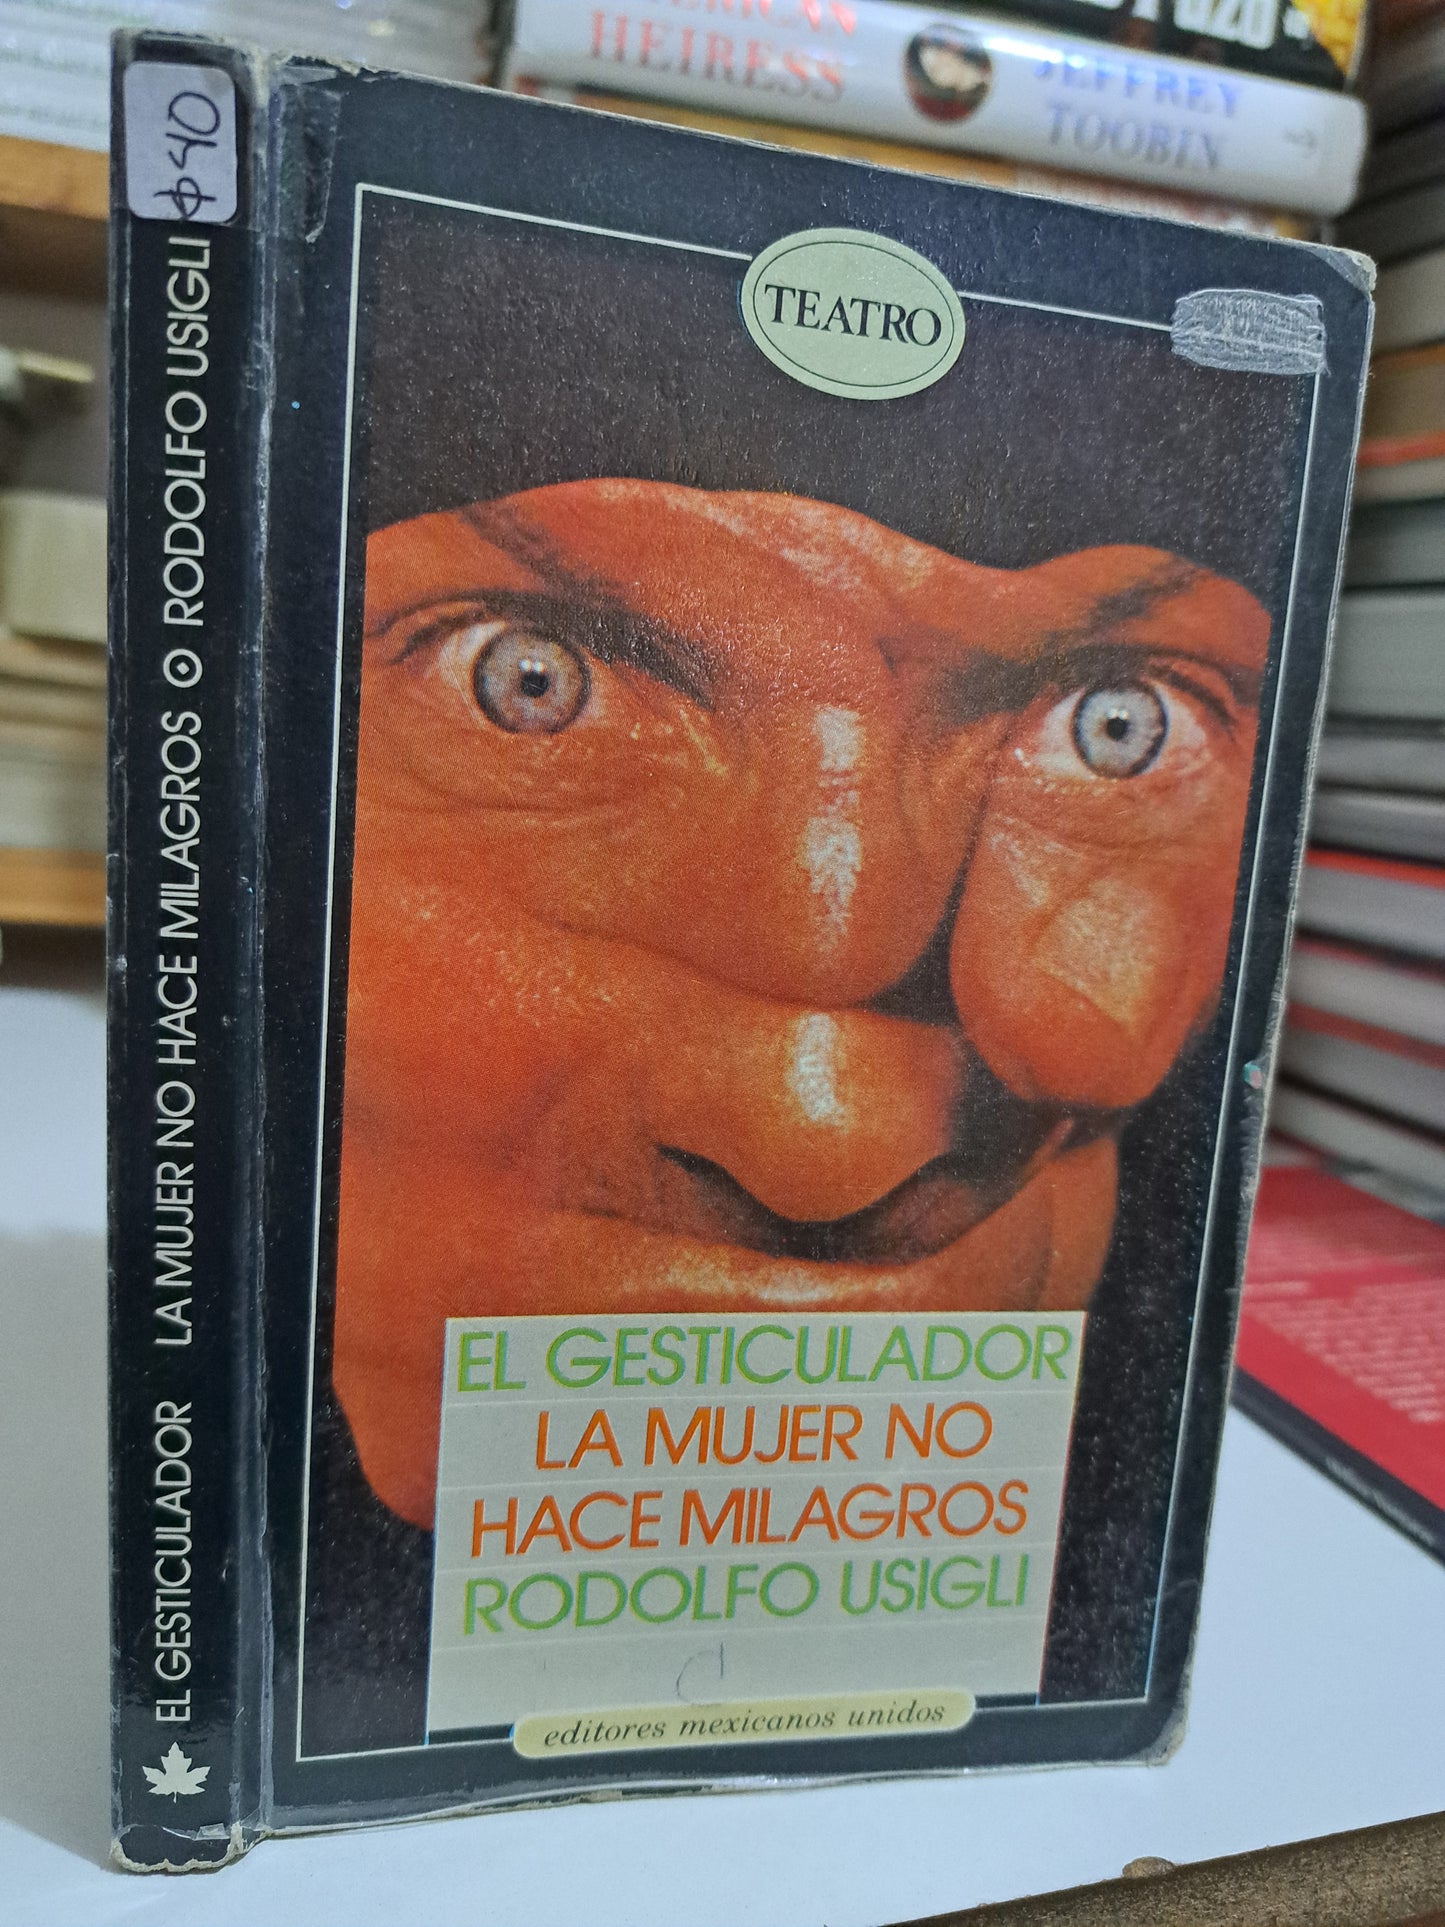 HEIRESS
JEFFREY
TOOBIN
$40
EL GESTICULADOR LA MUJER NO HACE MILAGROS RODOLFO USIGLI
TEATRO
EL GESTICULADOR
LA MUJER NO
HACE MILAGROS
RODOLFO USIGLI
C
editores mexicanos unidos